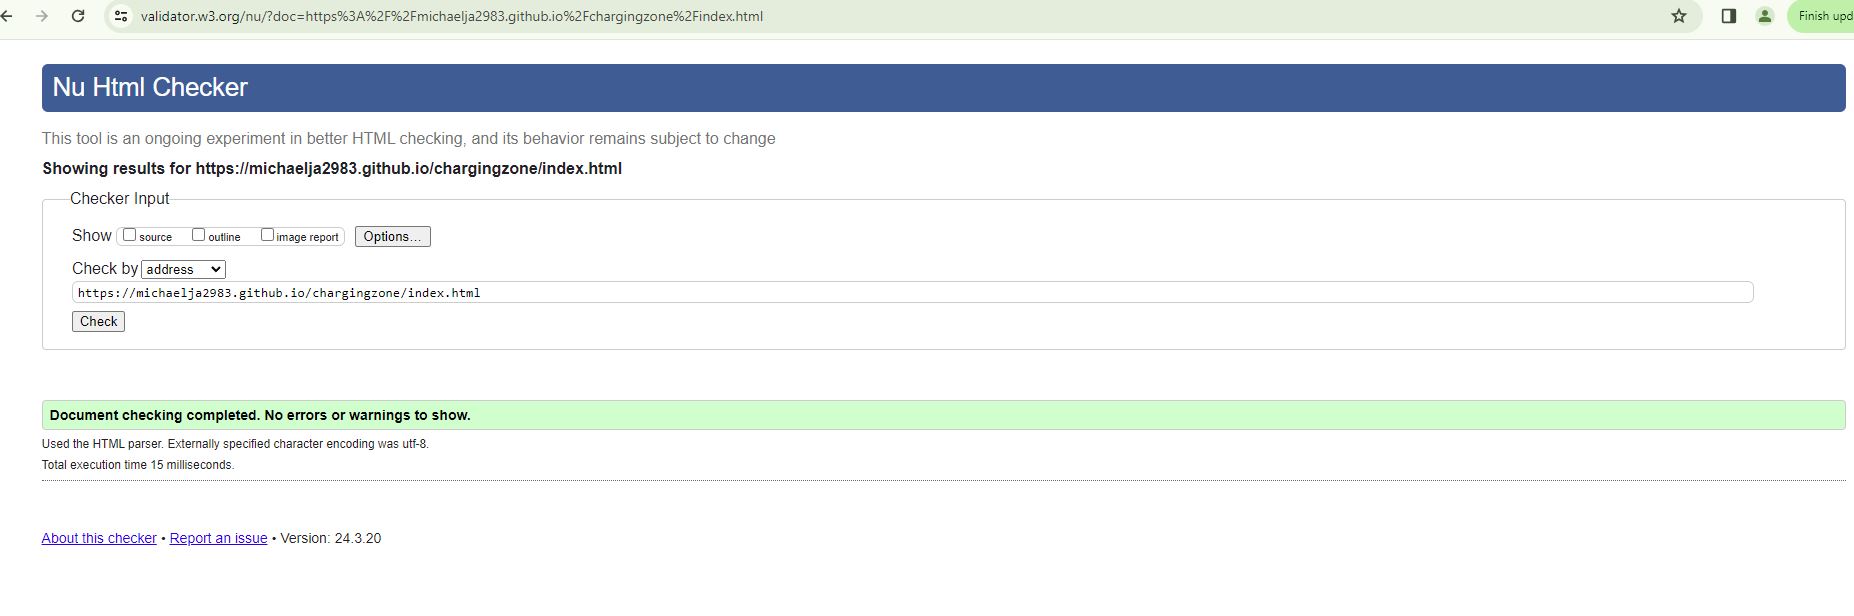 validator.w3.org/nu/?doc=https%3A%2F%2Fmichaelja2983.github.io%2Fchargingzone%2Findex.html
Finish upd
Nu Html Checker
This tool is an ongoing experiment in better HTML checking, and its behavior remains subject to change
Showing results for https://michaelja2983.github.io/chargingzone/index.html
Checker Input
Show source outline image report Options...
Check by address
https://michaelja2983.github.io/chargingzone/index.html
Check
Document checking completed. No errors or warnings to show.
Used the HTML parser. Externally specified character encoding was utf-8.
Total execution time 15 milliseconds.
About this checker • Report an issue • Version: 24.3.20